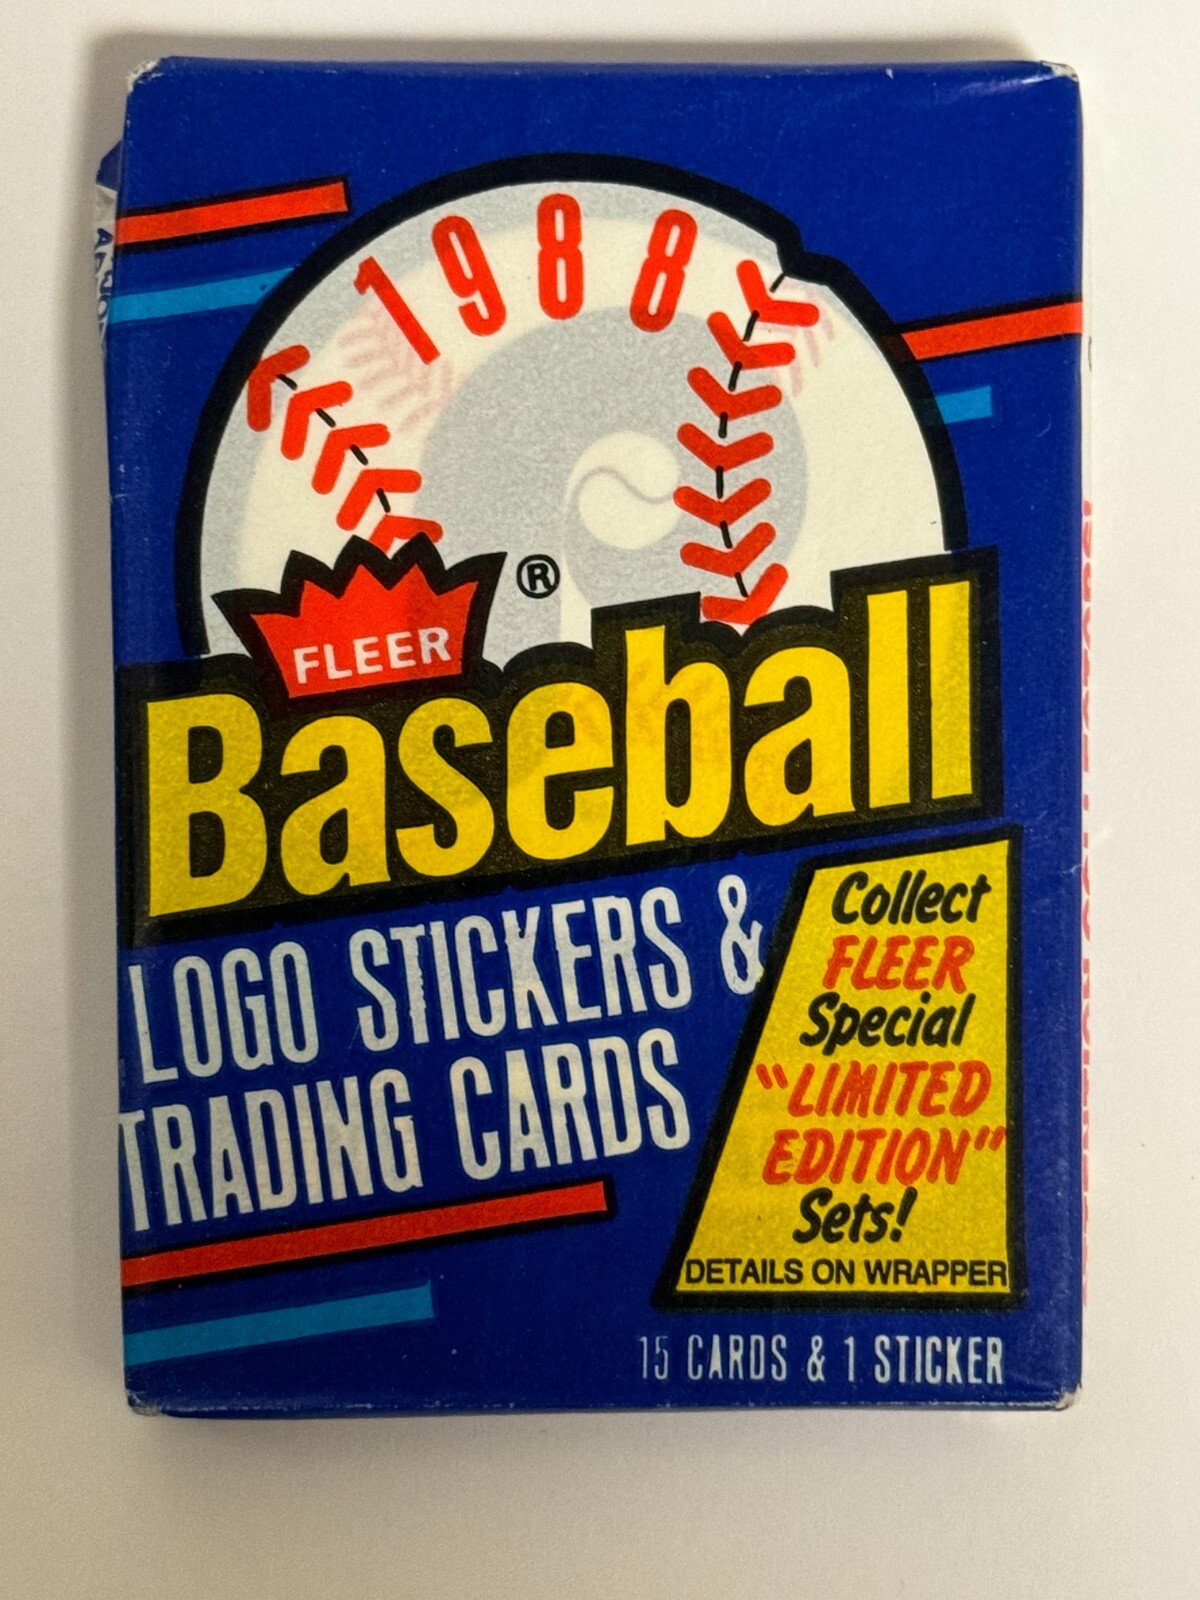 1988
FLEER ®
Baseball
LOGO STICKERS &
TRADING CARDS
Collect
FLEER
Special
"LIMITED
EDITION"
Sets!
DETAILS ON WRAPPER
15 CARDS & 1 STICKER